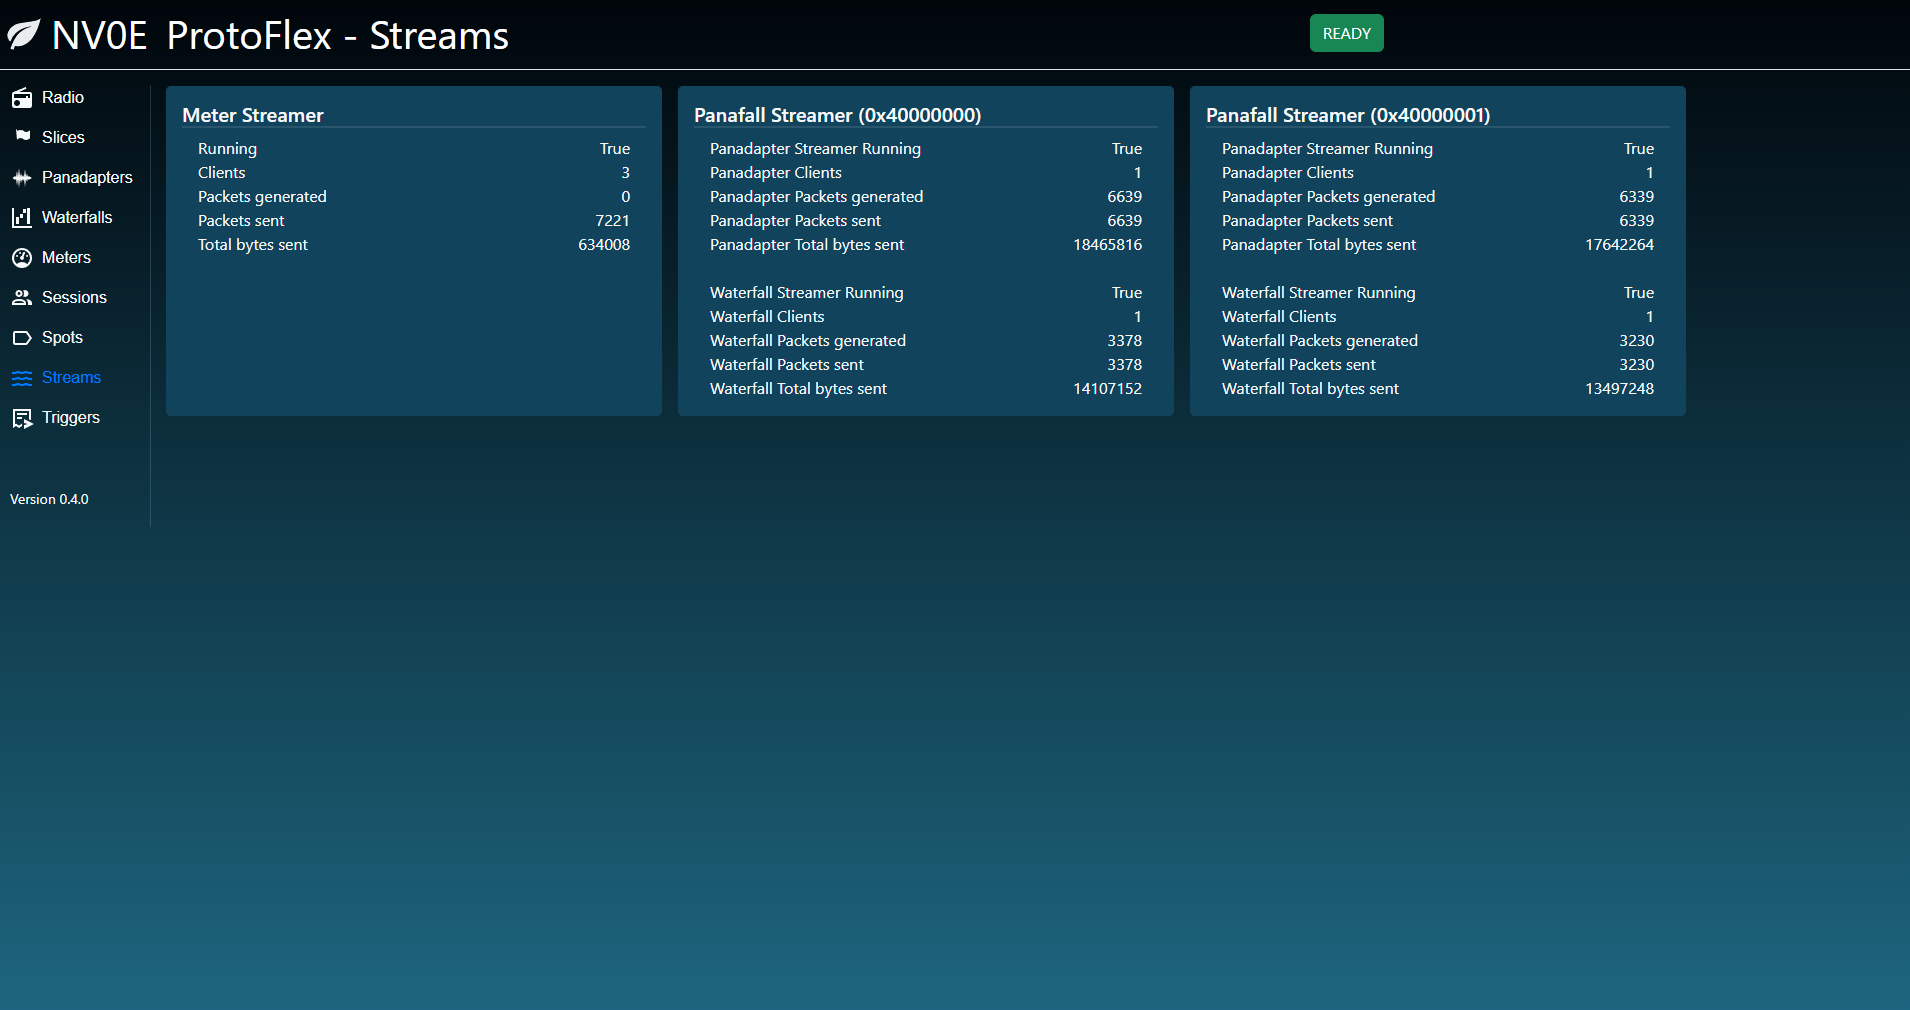 NV0E ProtoFlex - Streams
READY
Radio
Slices
Panadapters
Waterfalls
Meters
Sessions
Spots
Streams
Triggers
Version 0.4.0
Meter Streamer
Running True
Clients 3
Packets generated 0
Packets sent 7221
Total bytes sent 634008
Panafall Streamer (0x40000000)
Panadapter Streamer Running True
Panadapter Clients 1
Panadapter Packets generated 6639
Panadapter Packets sent 6639
Panadapter Total bytes sent 18465816
Waterfall Streamer Running True
Waterfall Clients 1
Waterfall Packets generated 3378
Waterfall Packets sent 3378
Waterfall Total bytes sent 14107152
Panafall Streamer (0x40000001)
Panadapter Streamer Running True
Panadapter Clients 1
Panadapter Packets generated 6339
Panadapter Packets sent 6339
Panadapter Total bytes sent 17642264
Waterfall Streamer Running True
Waterfall Clients 1
Waterfall Packets generated 3230
Waterfall Packets sent 3230
Waterfall Total bytes sent 13497248